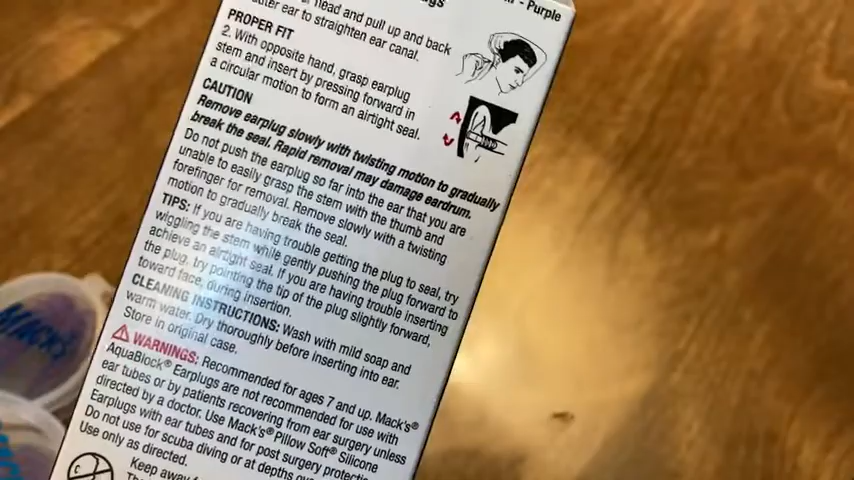 - Purple
head and pull up and back
ear to straighten ear canal.
PROPER FIT
2. With opposite hand, grasp earplug
stem and insert by pressing forward in
a circular motion to form an airtight seal.
CAUTION
Remove earplug slowly with twisting motion to gradually
break the seal. Rapid removal may damage eardrum.
Do not push the earplug so far into the ear that you are
unable to easily grasp the stem with the thumb and
forefinger for removal. Remove slowly with a twisting
motion to gradually break the seal.
TIPS: If you are having trouble getting the plug to seal, try
wiggling the stem while gently pushing the plug forward to
achieve an airtight seal. If you are having trouble inserting
the plug, try pointing the tip of the plug slightly forward,
toward face, during insertion.
CLEANING INSTRUCTIONS: Wash with mild soap and
warm water. Dry thoroughly before inserting into ear.
Store in original case.
WARNINGS: Recommended for ages 7 and up. Mack's®
AquaBlock® Earplugs are not recommended for use with
ear tubes or by patients recovering from ear surgery unless
directed by a doctor. Use Mack's® Pillow Soft® Silicone
Earplugs with ear tubes and for post surgery protection.
Do not use for scuba diving or at depths
Use only as directed.
Keep away
MACK'S